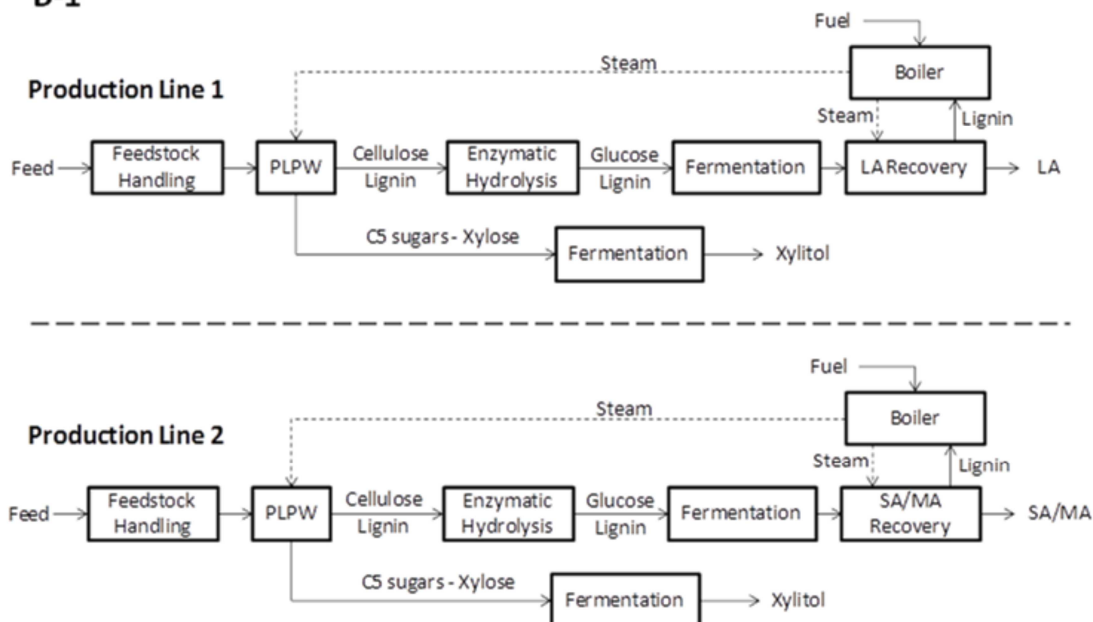 D-1
Fuel
Boiler
Steam
Production Line 1
Steam
Lignin
Feed
Feedstock
Handling
PLPW
Cellulose
Lignin
Enzymatic
Hydrolysis
Glucose
Lignin
Fermentation
LA Recovery
LA
C5 sugars - Xylose
Fermentation
Xylitol
Fuel
Boiler
Steam
Production Line 2
Steam
Lignin
Feed
Feedstock
Handling
PLPW
Cellulose
Lignin
Enzymatic
Hydrolysis
Glucose
Lignin
Fermentation
SA/MA
Recovery
SA/MA
C5 sugars - Xylose
Fermentation
Xylitol